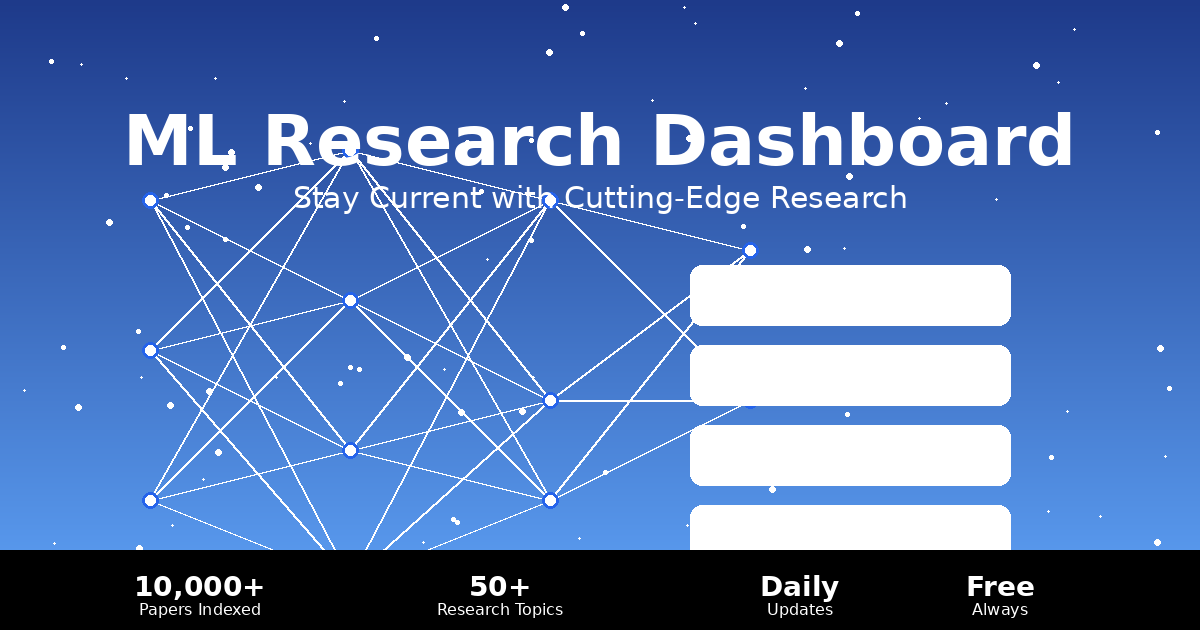 ML Research Dashboard
Stay Current with Cutting-Edge Research
10,000+
Papers Indexed
50+
Research Topics
Daily
Updates
Free
Always